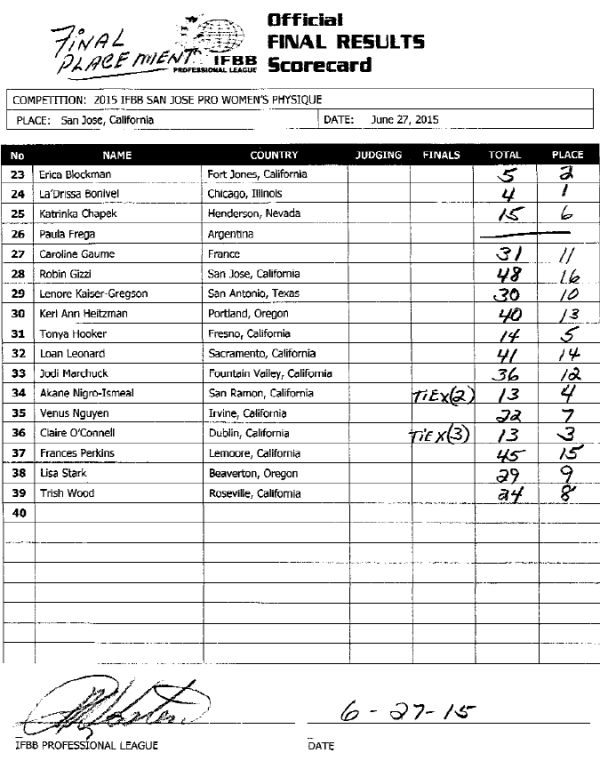 FINAL
PLACEMENT
IFBB
PROFESSIONAL LEAGUE
Official
FINAL RESULTS
Scorecard
COMPETITION: 2015 IFBB SAN JOSE PRO WOMEN'S PHYSIQUE
PLACE: San Jose, California DATE: June 27, 2015
No NAME COUNTRY JUDGING FINALS TOTAL PLACE
23 Erica Blockman Fort Jones, California 5 2
24 La'Drissa Bonivel Chicago, Illinois 4 1
25 Katrinka Chapek Henderson, Nevada 15 6
26 Paula Frega Argentina
27 Caroline Gaume France 31 11
28 Robin Gizzi San Jose, California 48 16
29 Lenore Kaiser-Gregson San Antonio, Texas 30 10
30 Keri Ann Heitzman Portland, Oregon 40 13
31 Tonya Hooker Fresno, California 14 5
32 Loan Leonard Sacramento, California 41 14
33 Judi Marchuck Fountain Valley, California 36 12
34 Akane Nigro-Ismeal San Ramon, California TiEx(2) 13 4
35 Venus Nguyen Irvine, California 22 7
36 Claire O'Connell Dublin, California TiEx(3) 13 3
37 Frances Perkins Lemoore, California 45 15
38 Lisa Stark Beaverton, Oregon 29 9
39 Trish Wood Roseville, California 24 8
40
6-27-15
IFBB PROFESSIONAL LEAGUE DATE